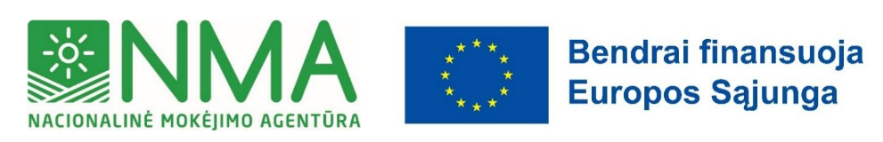 NMA
NACIONALINĖ MOKĖJIMO AGENTŪRA
Bendrai finansuoja
Europos Sąjunga